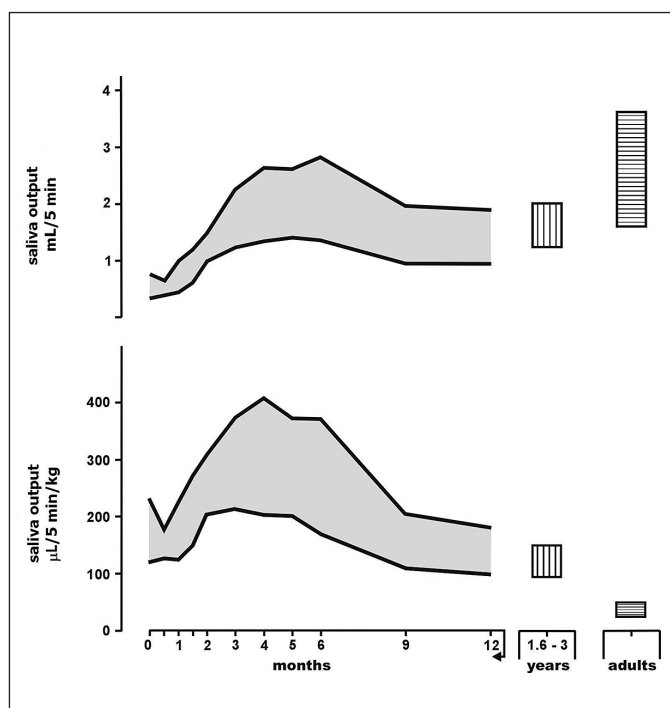 saliva output
mL/5 min
4
3
2
1
saliva output
µL/5 min/kg
400
300
200
100
0
0 1 2 3 4 5 6 9 12
months
1.6 - 3
years
adults